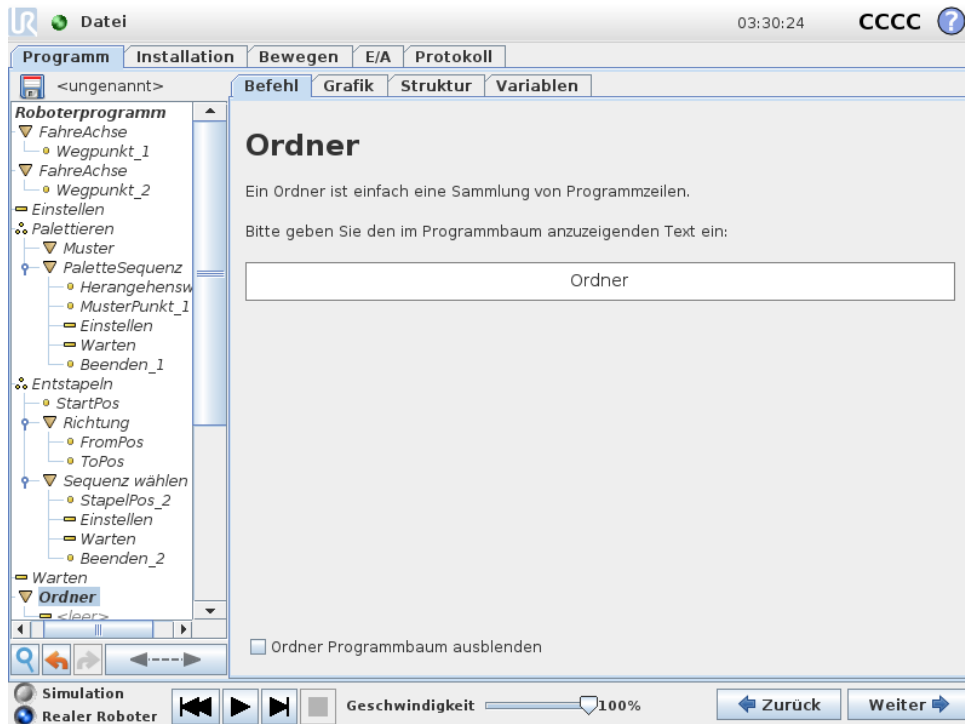 UR Datei 03:30:24 CCCC ?
Programm Installation Bewegen E/A Protokoll
<ungenannt> Befehl Grafik Struktur Variablen
Roboterprogramm
FahreAchse
Wegpunkt_1
FahreAchse
Wegpunkt_2
Einstellen
Palettieren
Muster
PaletteSequenz
Herangehensw
MusterPunkt_1
Einstellen
Warten
Beenden_1
Entstapeln
StartPos
Richtung
FromPos
ToPos
Sequenz wählen
StapelPos_2
Einstellen
Warten
Beenden_2
Warten
Ordner
<leer>
Ordner
Ein Ordner ist einfach eine Sammlung von Programmzeilen.
Bitte geben Sie den im Programmbaum anzuzeigenden Text ein:
Ordner
Ordner Programmbaum ausblenden
Simulation
Realer Roboter
Geschwindigkeit 100%
Zurück Weiter